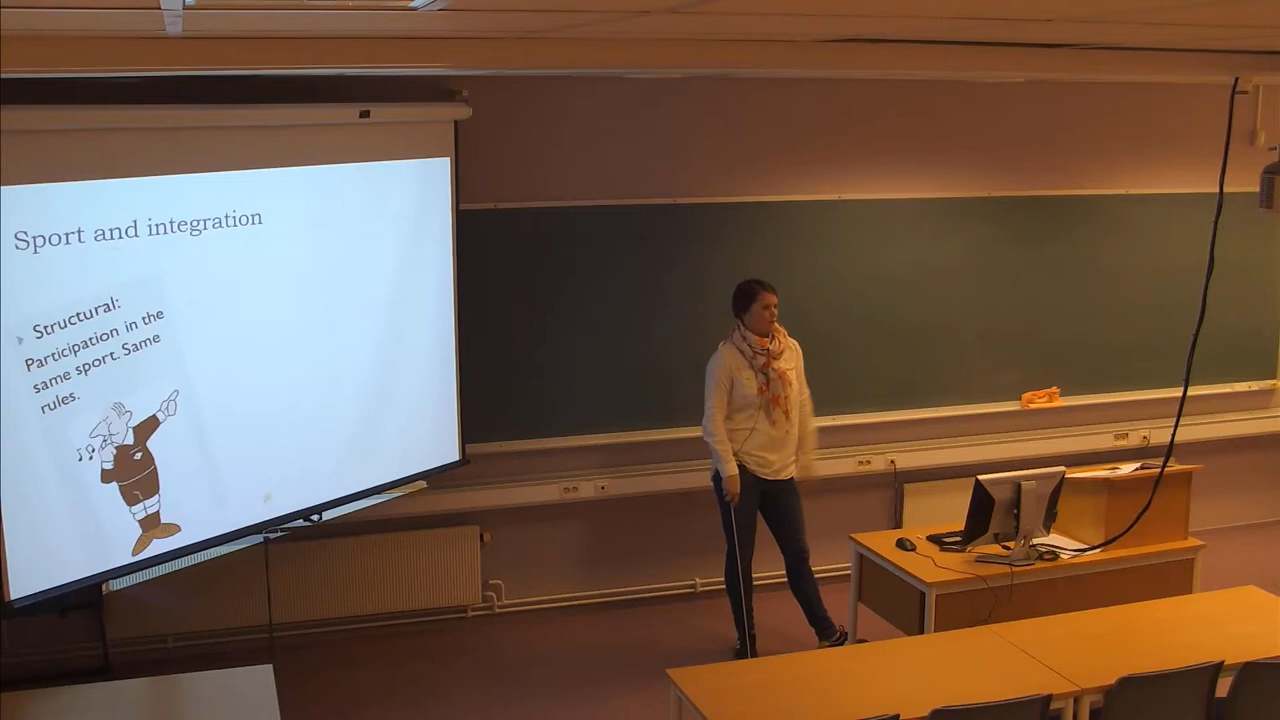 Sport and integration
Structural:
Participation in the
same sport. Same
rules.